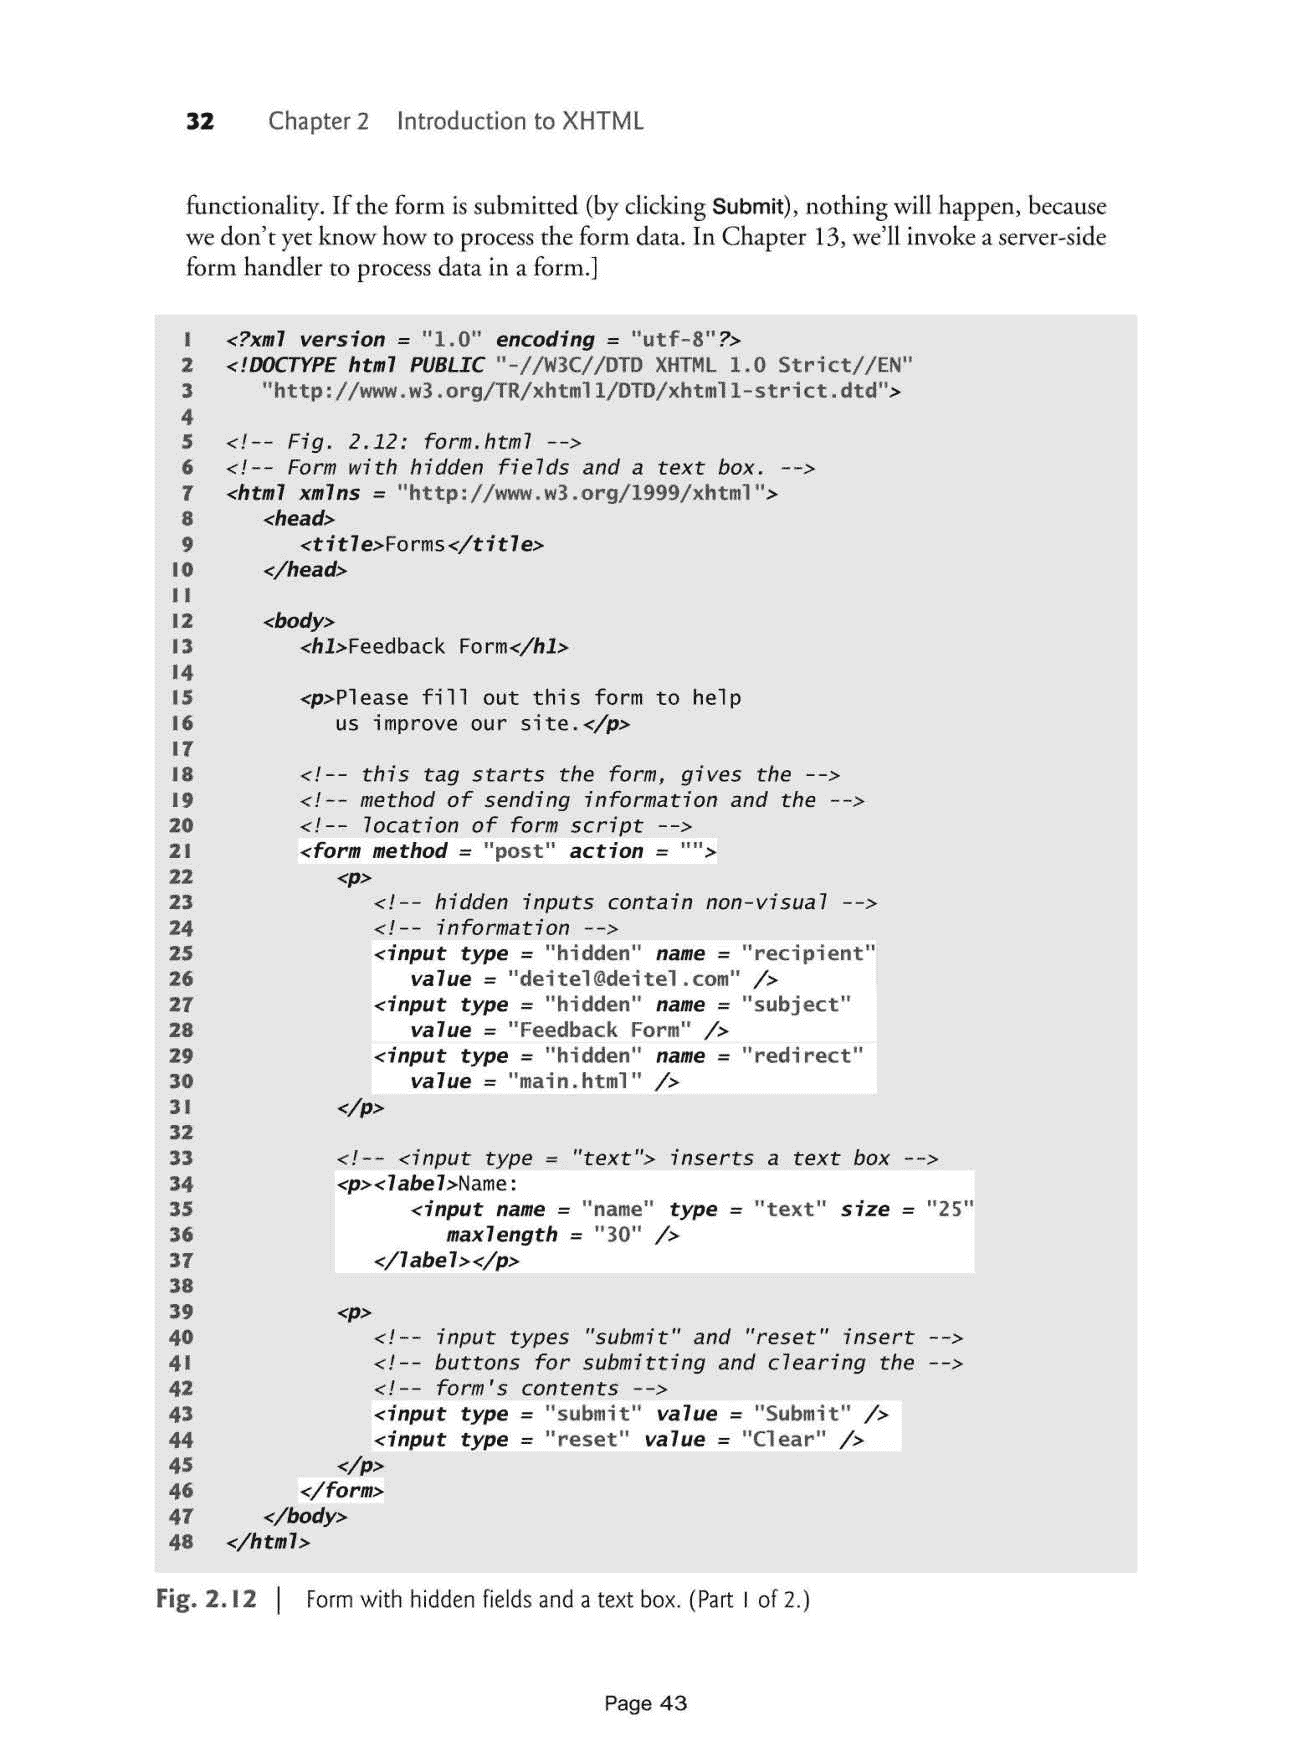 32 Chapter 2 Introduction to XHTML
functionality. If the form is submitted (by clicking Submit), nothing will happen, because
we don't yet know how to process the form data. In Chapter 13, we'll invoke a server-side
form handler to process data in a form.]
1 <?xml version = "1.0" encoding = "utf-8"?>
2 <!DOCTYPE html PUBLIC "-//W3C//DTD XHTML 1.0 Strict//EN"
3 "http://www.w3.org/TR/xhtml1/DTD/xhtml1-strict.dtd">
4
5 <!-- Fig. 2.12: form.html -->
6 <!-- Form with hidden fields and a text box. -->
7 <html xmlns = "http://www.w3.org/1999/xhtml">
8 <head>
9 <title>Forms</title>
10 </head>
11
12 <body>
13 <h1>Feedback Form</h1>
14
15 <p>Please fill out this form to help
16 us improve our site.</p>
17
18 <!-- this tag starts the form, gives the -->
19 <!-- method of sending information and the -->
20 <!-- location of form script -->
21 <form method = "post" action = "">
22 <p>
23 <!-- hidden inputs contain non-visual -->
24 <!-- information -->
25 <input type = "hidden" name = "recipient"
26 value = "deitel@deitel.com" />
27 <input type = "hidden" name = "subject"
28 value = "Feedback Form" />
29 <input type = "hidden" name = "redirect"
30 value = "main.html" />
31 </p>
32
33 <!-- <input type = "text"> inserts a text box -->
34 <p><label>Name:
35 <input name = "name" type = "text" size = "25"
36 maxlength = "30" />
37 </label></p>
38
39 <p>
40 <!-- input types "submit" and "reset" insert -->
41 <!-- buttons for submitting and clearing the -->
42 <!-- form's contents -->
43 <input type = "submit" value = "Submit" />
44 <input type = "reset" value = "Clear" />
45 </p>
46 </form>
47 </body>
48 </html>
Fig. 2.12 | Form with hidden fields and a text box. (Part 1 of 2.)
Page 43